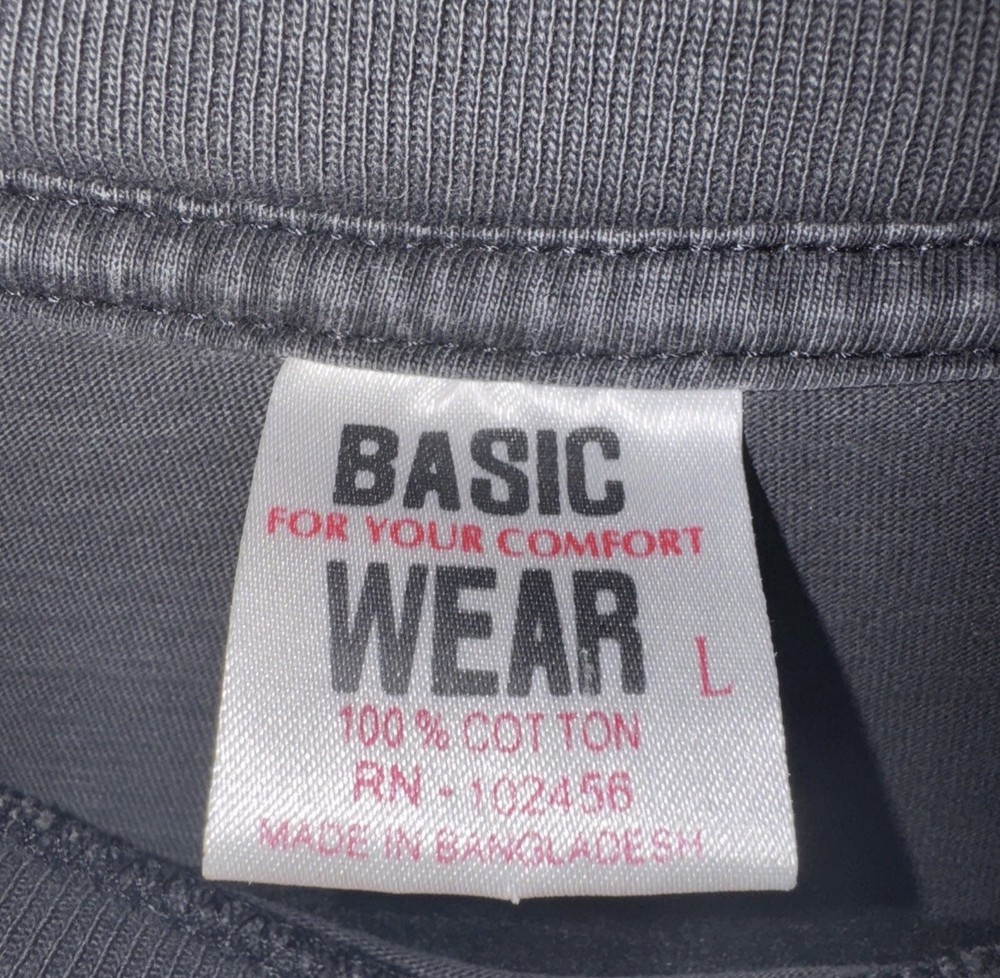 BASIC
FOR YOUR COMFORT
WEAR
L
100% COTTON
RN - 102456
MADE IN BANGLADESH